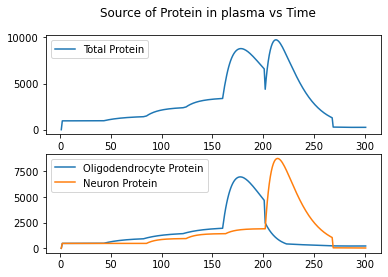 Source of Protein in plasma vs Time
10000
5000
0
Total Protein
0 50 100 150 200 250 300
7500
5000
2500
0
Oligodendrocyte Protein
Neuron Protein
0 50 100 150 200 250 300